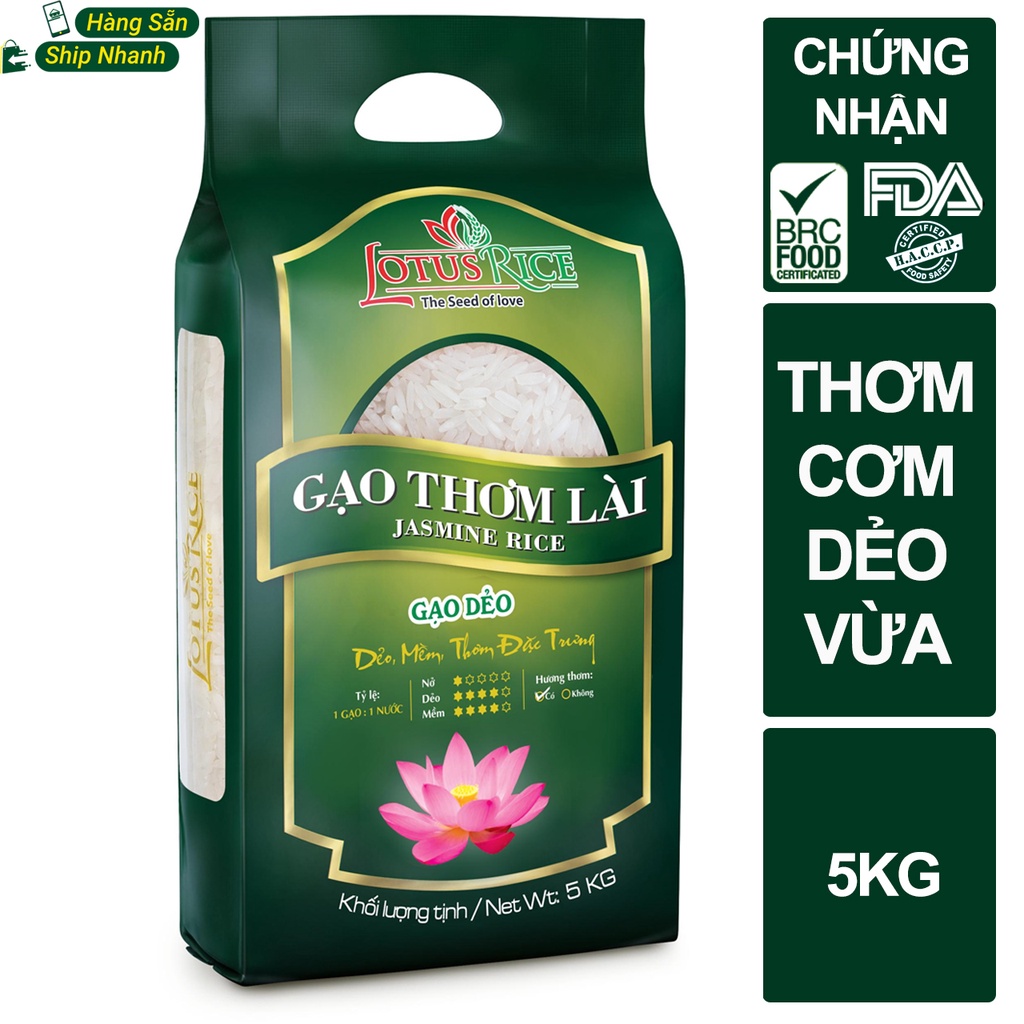 Hàng Sẵn
Ship Nhanh
LOTUS RICE
The Seed of love
GẠO THƠM LÀI
JASMINE RICE
GẠO DẺO
Dẻo, Mềm, Thơm Đặc Trưng
Tỷ lệ:
1 GẠO : 1 NƯỚC
Nở
Dẻo
Mềm
Hương thơm:
Có Không
Khối lượng tịnh / Net Wt: 5 KG
LOTUS RICE
The Seed of love
CHỨNG
NHẬN
BRC
FOOD
CERTIFICATED
FDA
CERTIFIED
H.A.C.C.P.
FOOD SAFETY
THƠM
CƠM
DẺO
VỪA
5KG